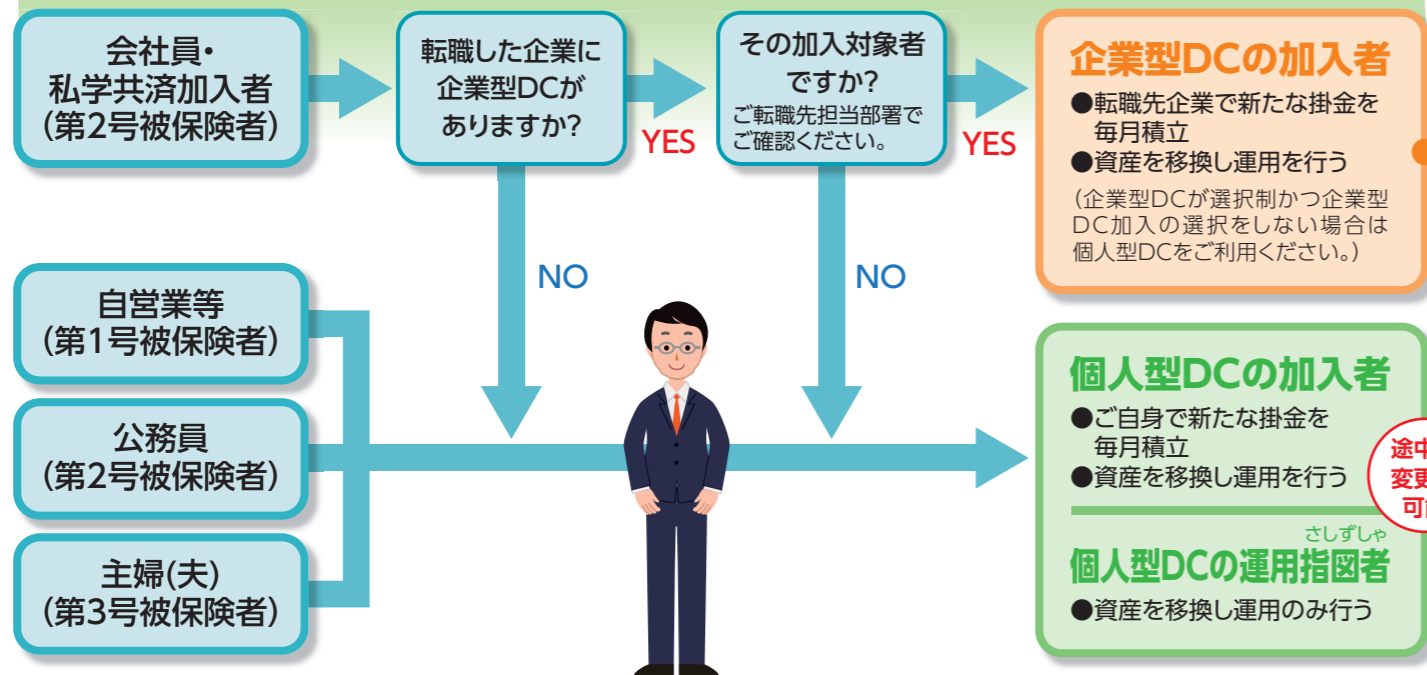 会社員・
私学共済加入者
(第2号被保険者)
転職した企業に
企業型DCが
ありますか?
YES
その加入対象者
ですか?
ご転職先担当部署で
ご確認ください。
YES
企業型DCの加入者
●転職先企業で新たな掛金を
毎月積立
●資産を移換し運用を行う
(企業型DCが選択制かつ企業型
DC加入の選択をしない場合は
個人型DCをご利用ください。)
NO
NO
自営業等
(第1号被保険者)
公務員
(第2号被保険者)
主婦(夫)
(第3号被保険者)
個人型DCの加入者
●ご自身で新たな掛金を
毎月積立
●資産を移換し運用を行う
途中
変更
可
さしずしゃ
個人型DCの運用指図者
●資産を移換し運用のみ行う